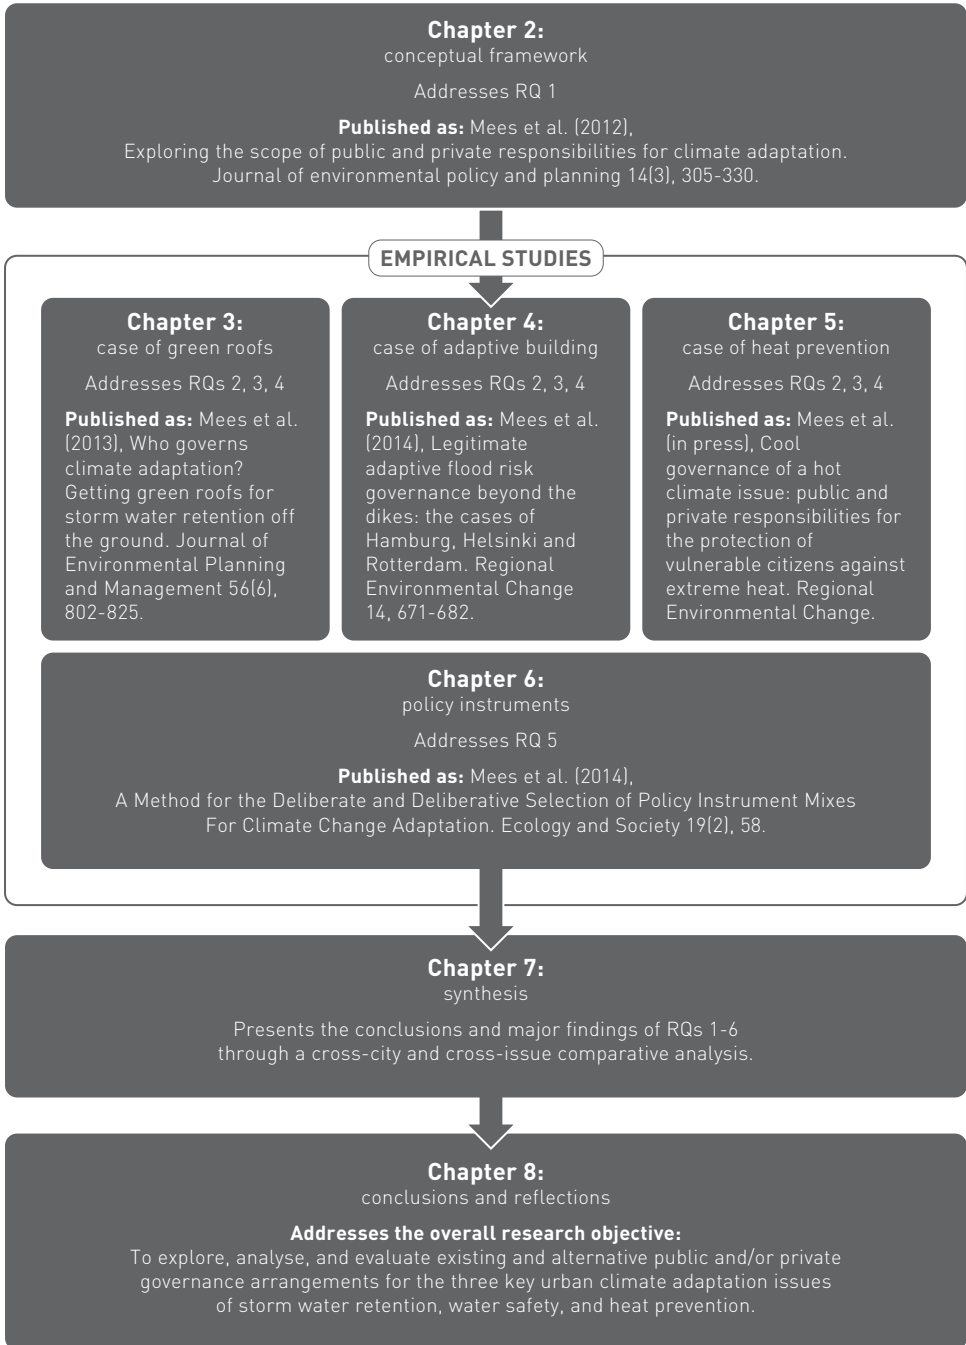 Chapter 2:
conceptual framework
Addresses RQ 1
Published as: Mees et al. (2012),
Exploring the scope of public and private responsibilities for climate adaptation.
Journal of environmental policy and planning 14(3), 305-330.
EMPIRICAL STUDIES
Chapter 3:
case of green roofs
Addresses RQs 2, 3, 4
Published as: Mees et al.
(2013), Who governs
climate adaptation?
Getting green roofs for
storm water retention off
the ground. Journal of
Environmental Planning
and Management 56(6),
802-825.
Chapter 4:
case of adaptive building
Addresses RQs 2, 3, 4
Published as: Mees et al.
(2014), Legitimate
adaptive flood risk
governance beyond the
dikes: the cases of
Hamburg, Helsinki and
Rotterdam. Regional
Environmental Change
14, 671-682.
Chapter 5:
case of heat prevention
Addresses RQs 2, 3, 4
Published as: Mees et al.
(in press), Cool
governance of a hot
climate issue: public and
private responsibilities for
the protection of
vulnerable citizens against
extreme heat. Regional
Environmental Change.
Chapter 6:
policy instruments
Addresses RQ 5
Published as: Mees et al. (2014),
A Method for the Deliberate and Deliberative Selection of Policy Instrument Mixes
For Climate Change Adaptation. Ecology and Society 19(2), 58.
Chapter 7:
synthesis
Presents the conclusions and major findings of RQs 1-6
through a cross-city and cross-issue comparative analysis.
Chapter 8:
conclusions and reflections
Addresses the overall research objective:
To explore, analyse, and evaluate existing and alternative public and/or private
governance arrangements for the three key urban climate adaptation issues
of storm water retention, water safety, and heat prevention.